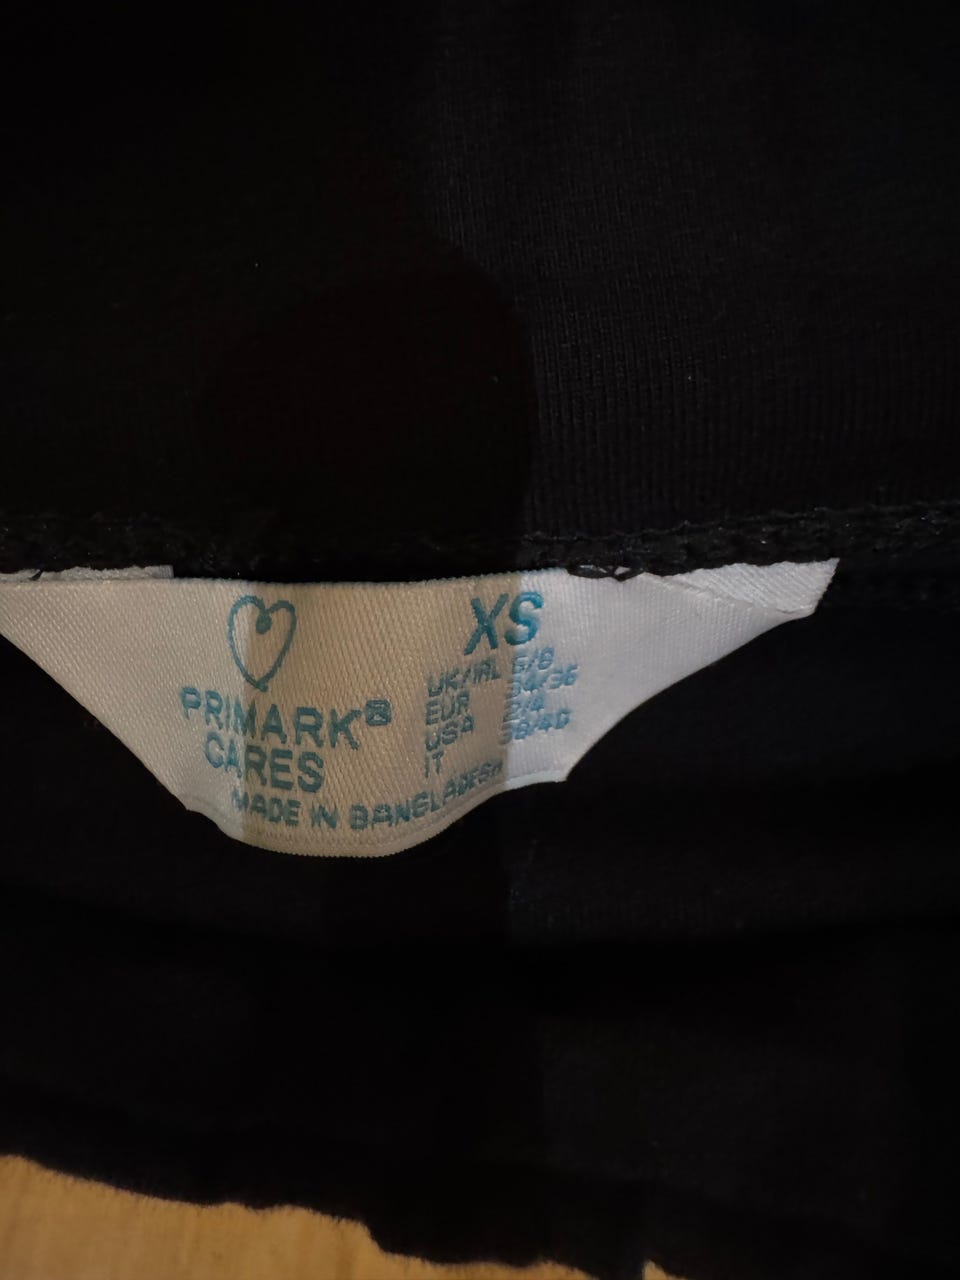 XS
PRIMARK®
CARES
UK/IRL 6/8
EUR 34/36
USA 2/4
IT 38/40
MADE IN BANGLADESH